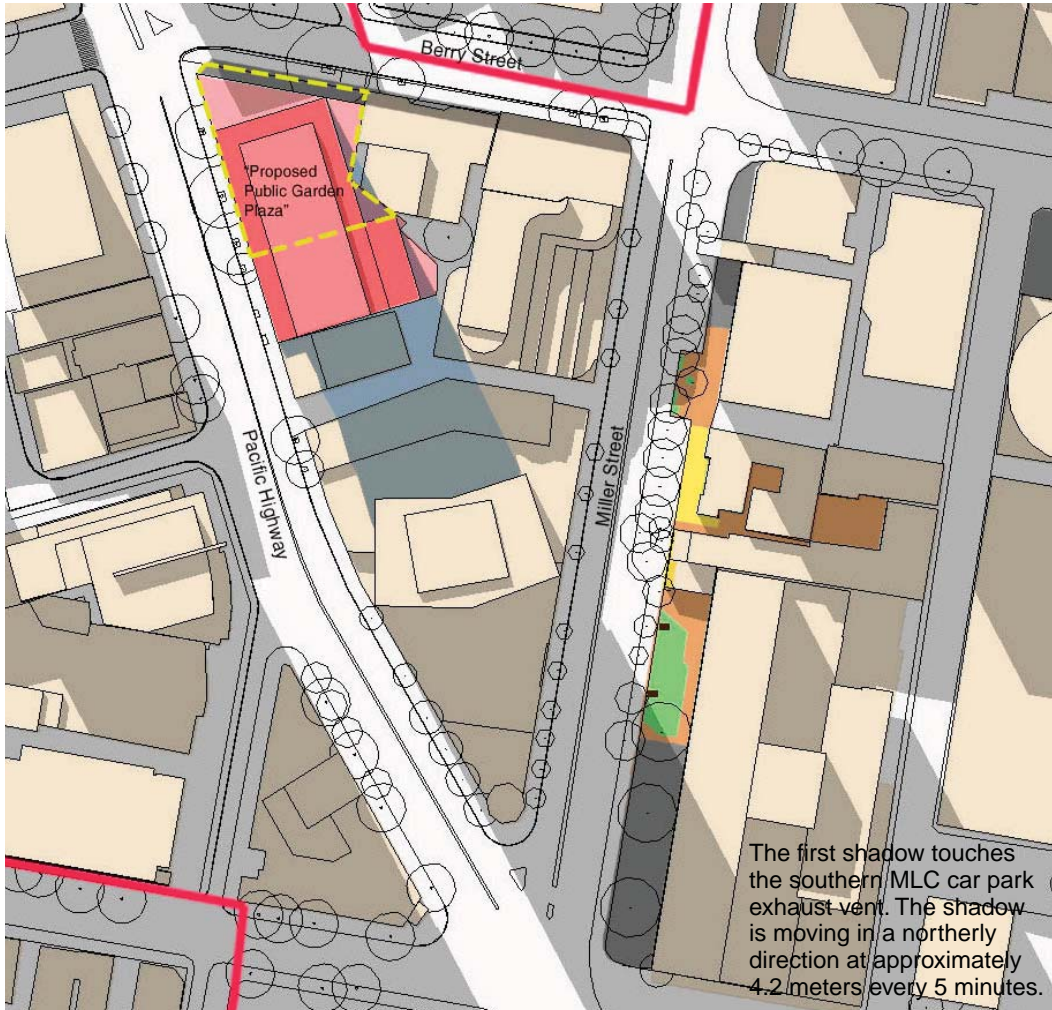 Berry Street
"Proposed
Public Garden
Plaza"
Pacific Highway
Miller Street
The first shadow touches
the southern MLC car park
exhaust vent. The shadow
is moving in a northerly
direction at approximately
4.2 meters every 5 minutes.